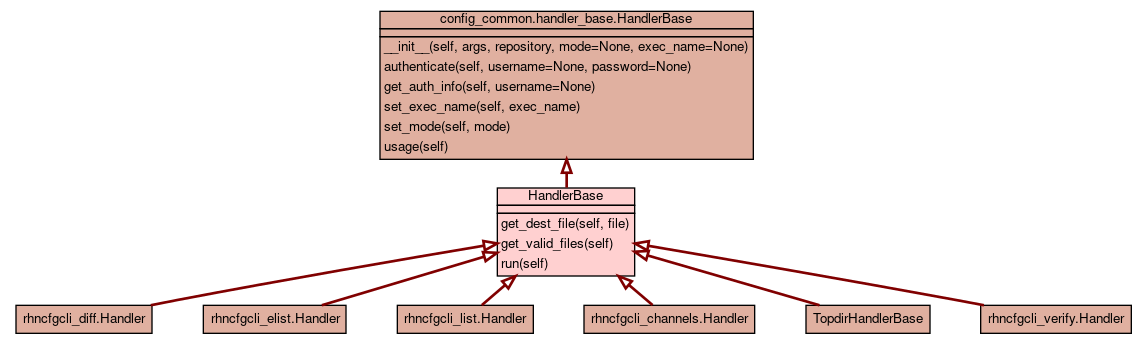 config_common.handler_base.HandlerBase
__init__(self, args, repository, mode=None, exec_name=None)
authenticate(self, username=None, password=None)
get_auth_info(self, username=None)
set_exec_name(self, exec_name)
set_mode(self, mode)
usage(self)
HandlerBase
get_dest_file(self, file)
get_valid_files(self)
run(self)
rhncfgcli_diff.Handler
rhncfgcli_elist.Handler
rhncfgcli_list.Handler
rhncfgcli_channels.Handler
TopdirHandlerBase
rhncfgcli_verify.Handler